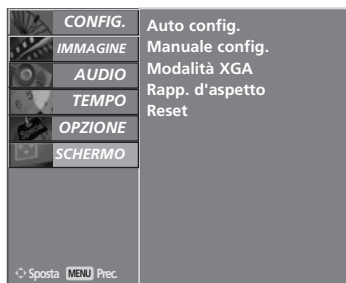 CONFIG.
IMMAGINE
AUDIO
TEMPO
OPZIONE
SCHERMO
Auto config.
Manuale config.
Modalità XGA
Rapp. d'aspetto
Reset
Sposta MENU Prec.